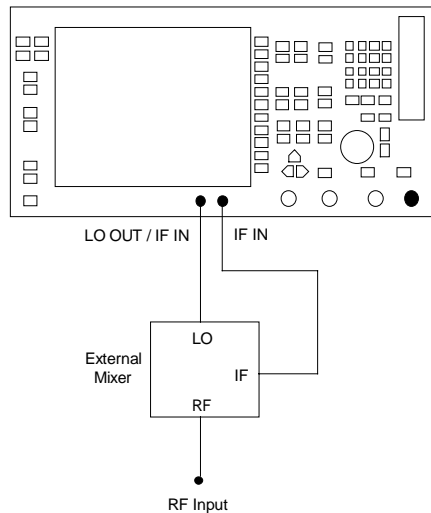 LO OUT / IF IN
IF IN
LO
External
Mixer
IF
RF
RF Input